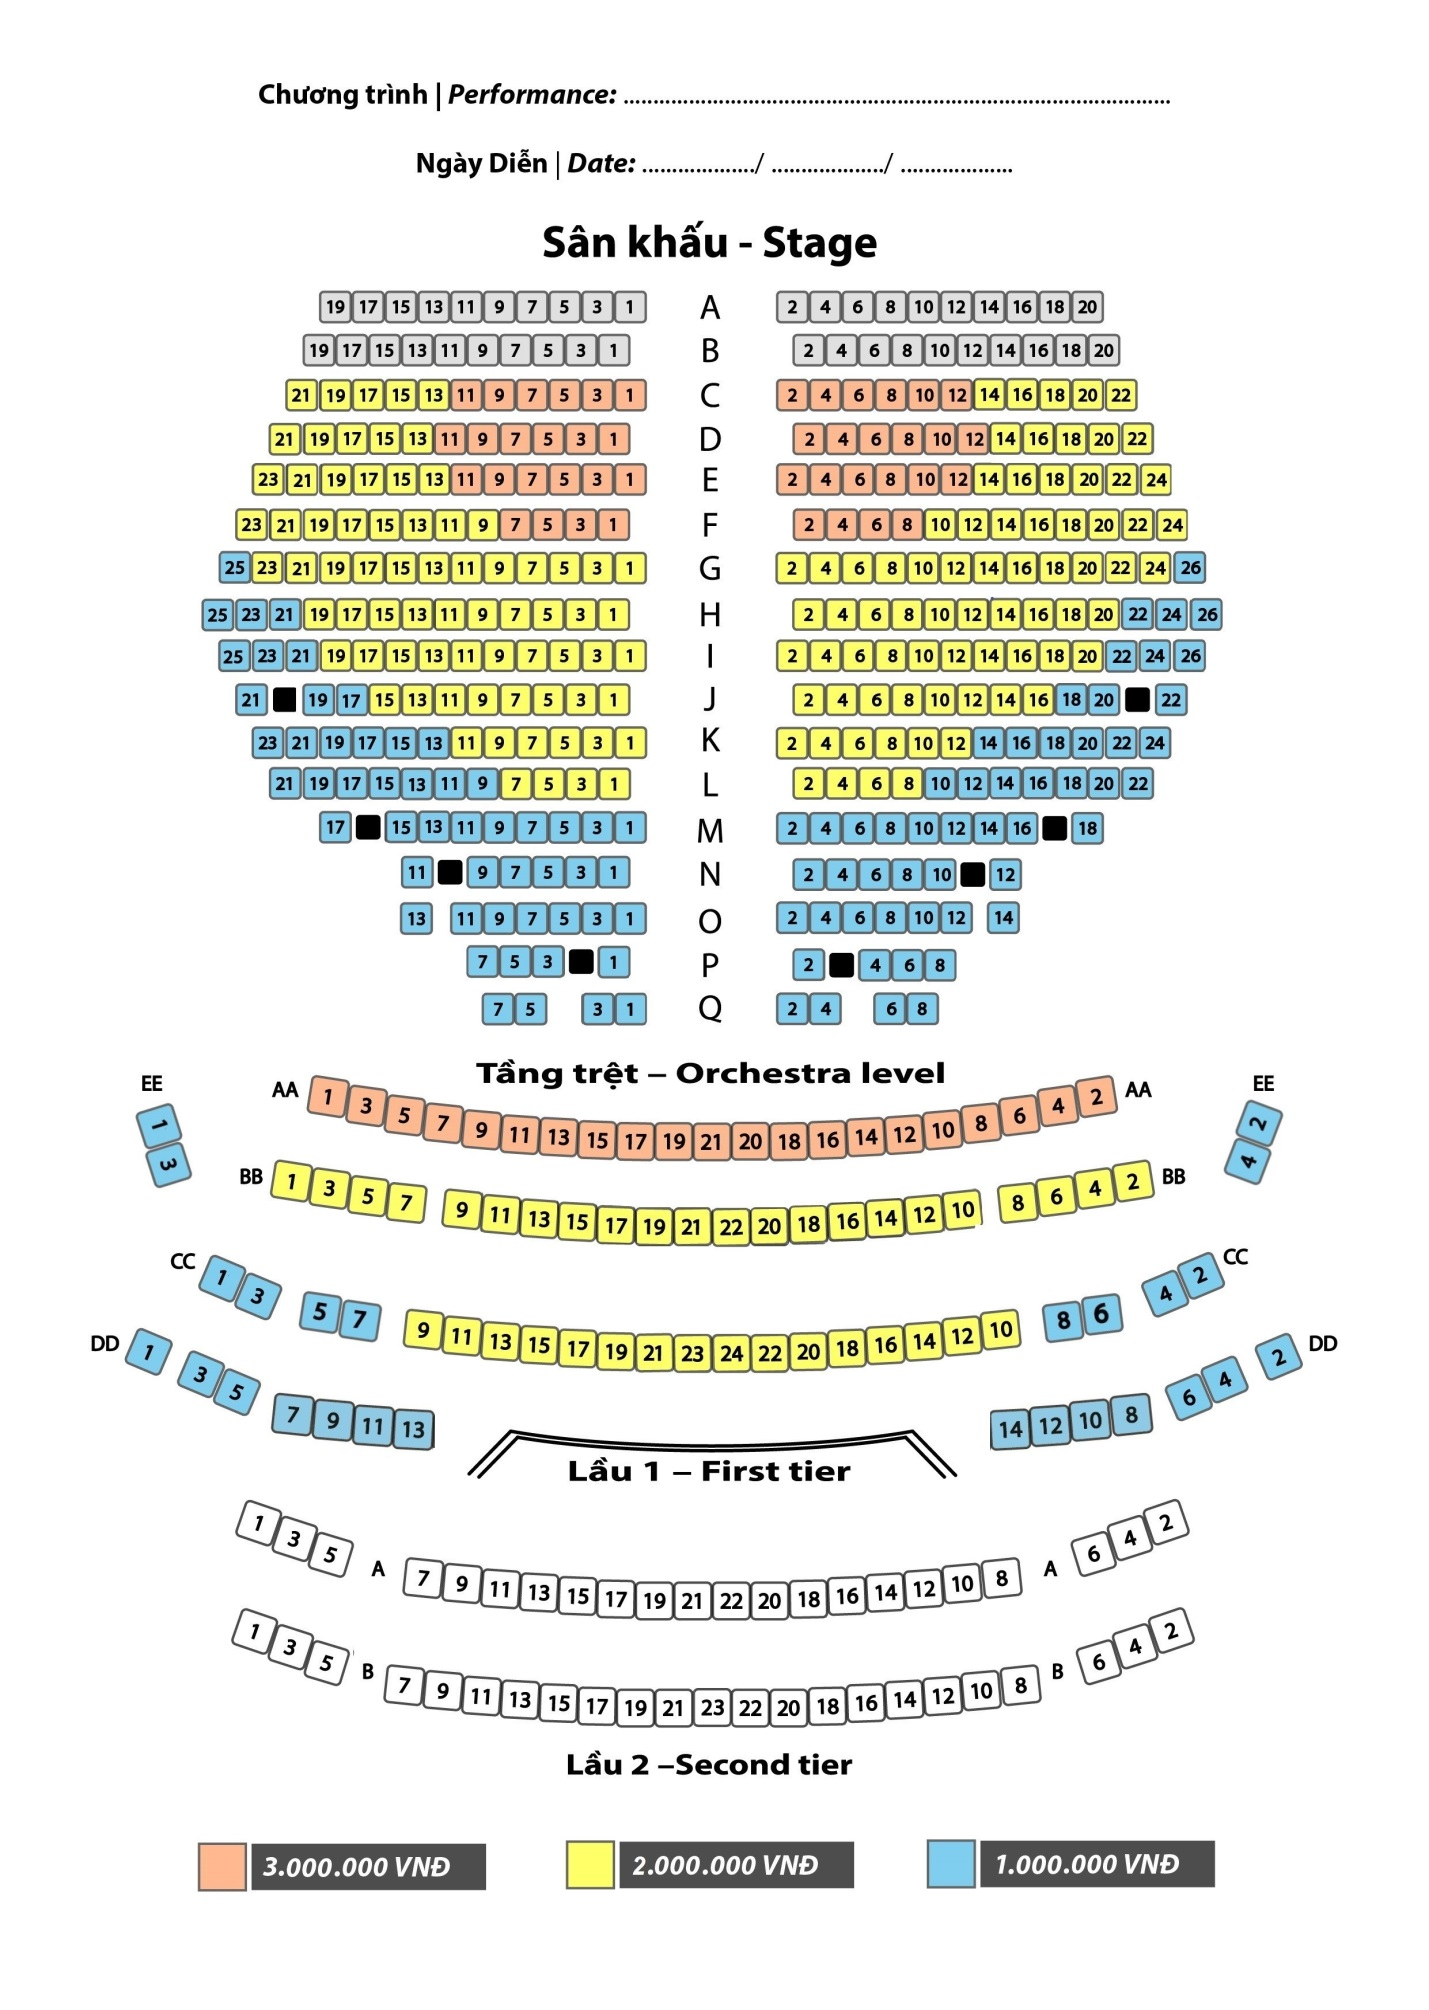 Chương trình | Performance: ............................................................................................
Ngày Diễn | Date: .................../ .................../ ...................
Sân khấu - Stage
19 17 15 13 11 9 7 5 3 1 A 2 4 6 8 10 12 14 16 18 20
19 17 15 13 11 9 7 5 3 1 B 2 4 6 8 10 12 14 16 18 20
21 19 17 15 13 11 9 7 5 3 1 C 2 4 6 8 10 12 14 16 18 20 22
21 19 17 15 13 11 9 7 5 3 1 D 2 4 6 8 10 12 14 16 18 20 22
23 21 19 17 15 13 11 9 7 5 3 1 E 2 4 6 8 10 12 14 16 18 20 22 24
23 21 19 17 15 13 11 9 7 5 3 1 F 2 4 6 8 10 12 14 16 18 20 22 24
25 23 21 19 17 15 13 11 9 7 5 3 1 G 2 4 6 8 10 12 14 16 18 20 22 24 26
25 23 21 19 17 15 13 11 9 7 5 3 1 H 2 4 6 8 10 12 14 16 18 20 22 24 26
25 23 21 19 17 15 13 11 9 7 5 3 1 I 2 4 6 8 10 12 14 16 18 20 22 24 26
21 19 17 15 13 11 9 7 5 3 1 J 2 4 6 8 10 12 14 16 18 20 22
23 21 19 17 15 13 11 9 7 5 3 1 K 2 4 6 8 10 12 14 16 18 20 22 24
21 19 17 15 13 11 9 7 5 3 1 L 2 4 6 8 10 12 14 16 18 20 22
17 15 13 11 9 7 5 3 1 M 2 4 6 8 10 12 14 16 18
11 9 7 5 3 1 N 2 4 6 8 10 12
13 11 9 7 5 3 1 O 2 4 6 8 10 12 14
7 5 3 1 P 2 4 6 8
7 5 3 1 Q 2 4 6 8
Tầng trệt – Orchestra level
EE 1 3
EE 2 4
AA 1 3 5 7 9 11 13 15 17 19 21 20 18 16 14 12 10 8 6 4 2 AA
BB 1 3 5 7 9 11 13 15 17 19 21 22 20 18 16 14 12 10 8 6 4 2 BB
CC 1 3 5 7 9 11 13 15 17 19 21 23 24 22 20 18 16 14 12 10 8 6 4 2 CC
DD 1 3 5 7 9 11 13 14 12 10 8 6 4 2 DD
Lầu 1 – First tier
1 3 5 A 7 9 11 13 15 17 19 21 22 20 18 16 14 12 10 8 A 6 4 2
1 3 5 B 7 9 11 13 15 17 19 21 23 22 20 18 16 14 12 10 8 B 6 4 2
Lầu 2 –Second tier
3.000.000 VNĐ 2.000.000 VNĐ 1.000.000 VNĐ